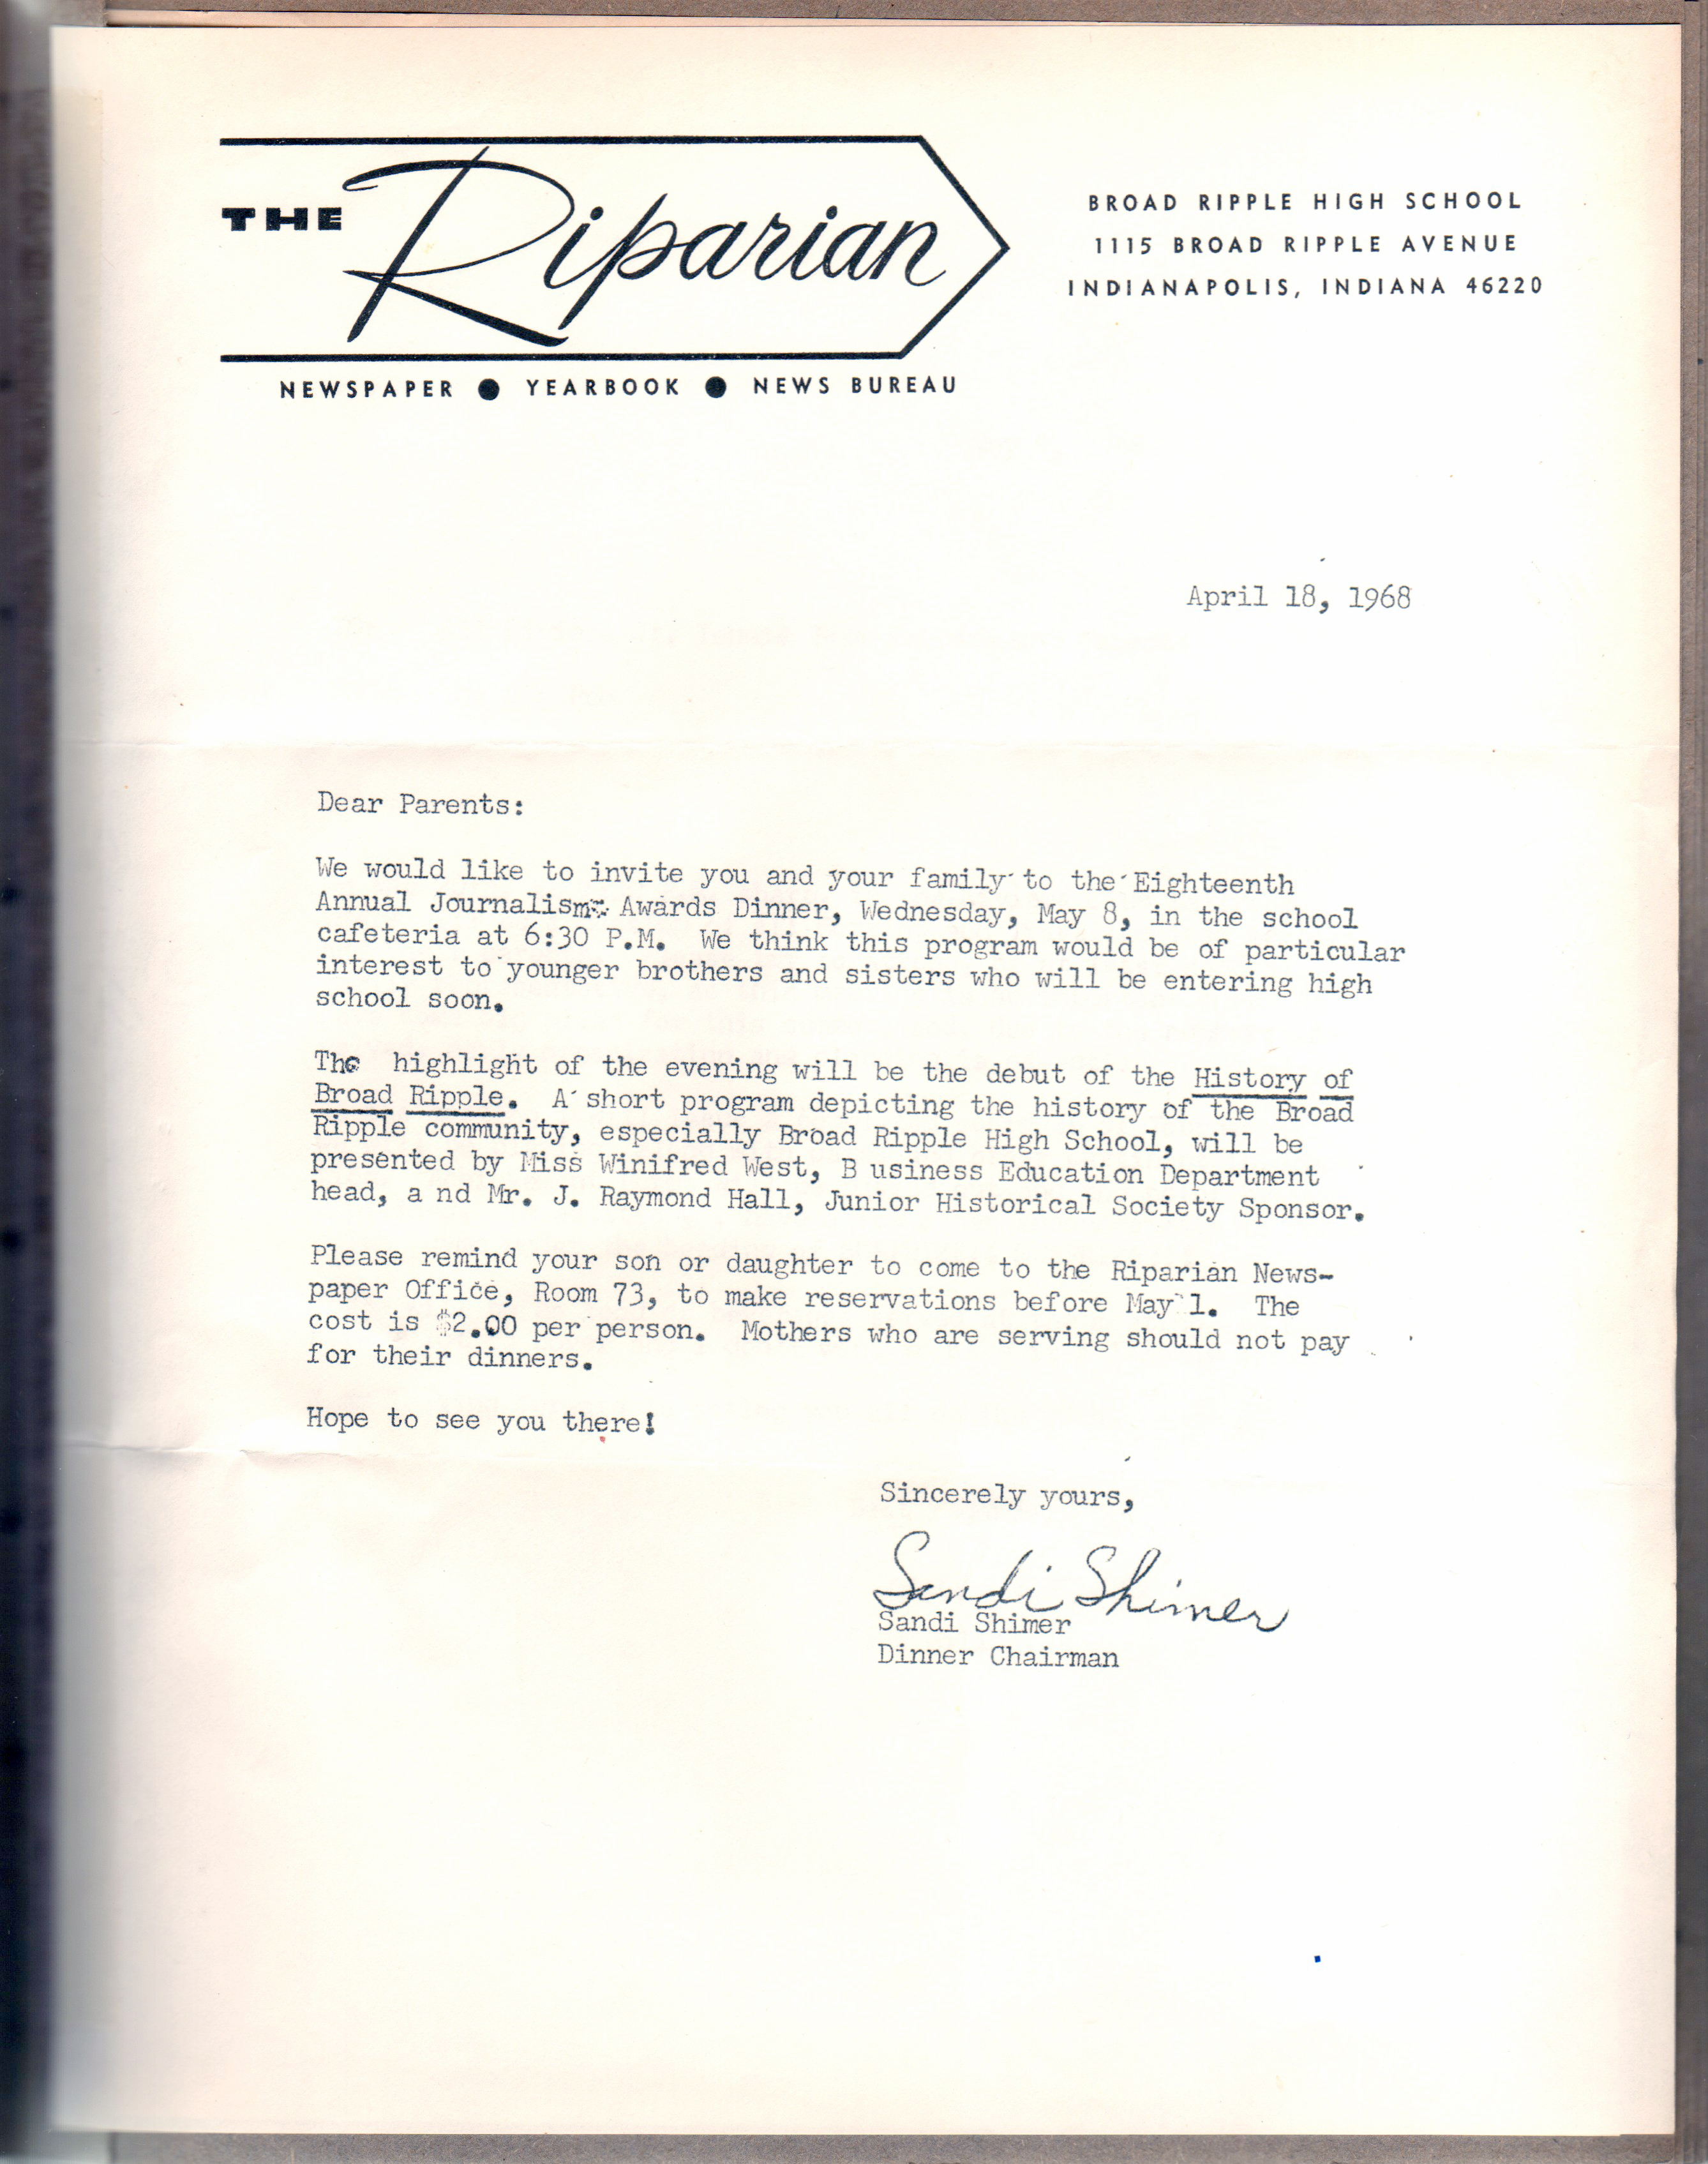 THE Riparian
BROAD RIPPLE HIGH SCHOOL
1115 BROAD RIPPLE AVENUE
INDIANAPOLIS, INDIANA 46220
NEWSPAPER ● YEARBOOK ● NEWS BUREAU
April 18, 1968
Dear Parents:
We would like to invite you and your family to the Eighteenth
Annual Journalism Awards Dinner, Wednesday, May 8, in the school
cafeteria at 6:30 P.M. We think this program would be of particular
interest to younger brothers and sisters who will be entering high
school soon.
The highlight of the evening will be the debut of the History of
Broad Ripple. A short program depicting the history of the Broad
Ripple community, especially Broad Ripple High School, will be
presented by Miss Winifred West, B usiness Education Department
head, a nd Mr. J. Raymond Hall, Junior Historical Society Sponsor.
Please remind your son or daughter to come to the Riparian News-
paper Office, Room 73, to make reservations before May 1. The
cost is $2.00 per person. Mothers who are serving should not pay
for their dinners.
Hope to see you there!
Sincerely yours,
Sandi Shimer
Sandi Shimer
Dinner Chairman